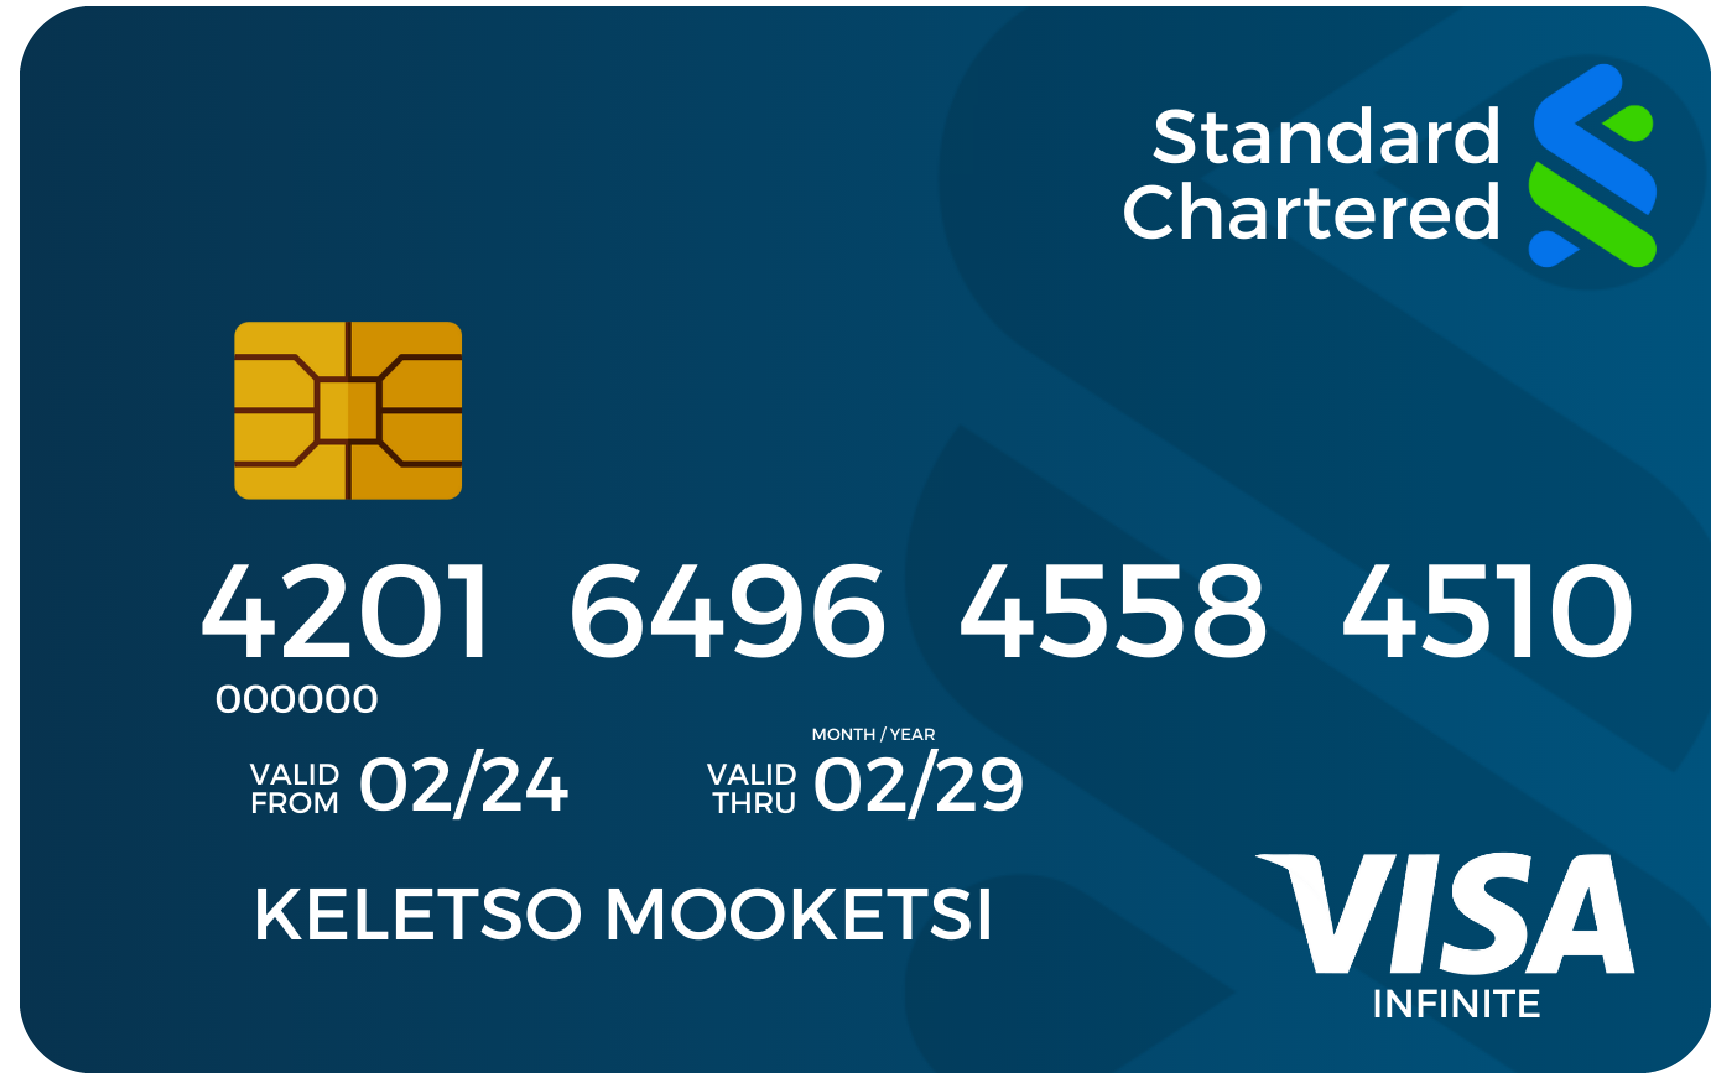 Standard
Chartered
4201 6496 4558 4510
000000
MONTH / YEAR
VALID FROM 02/24 VALID THRU 02/29
KELETSO MOOKETSI
VISA
INFINITE